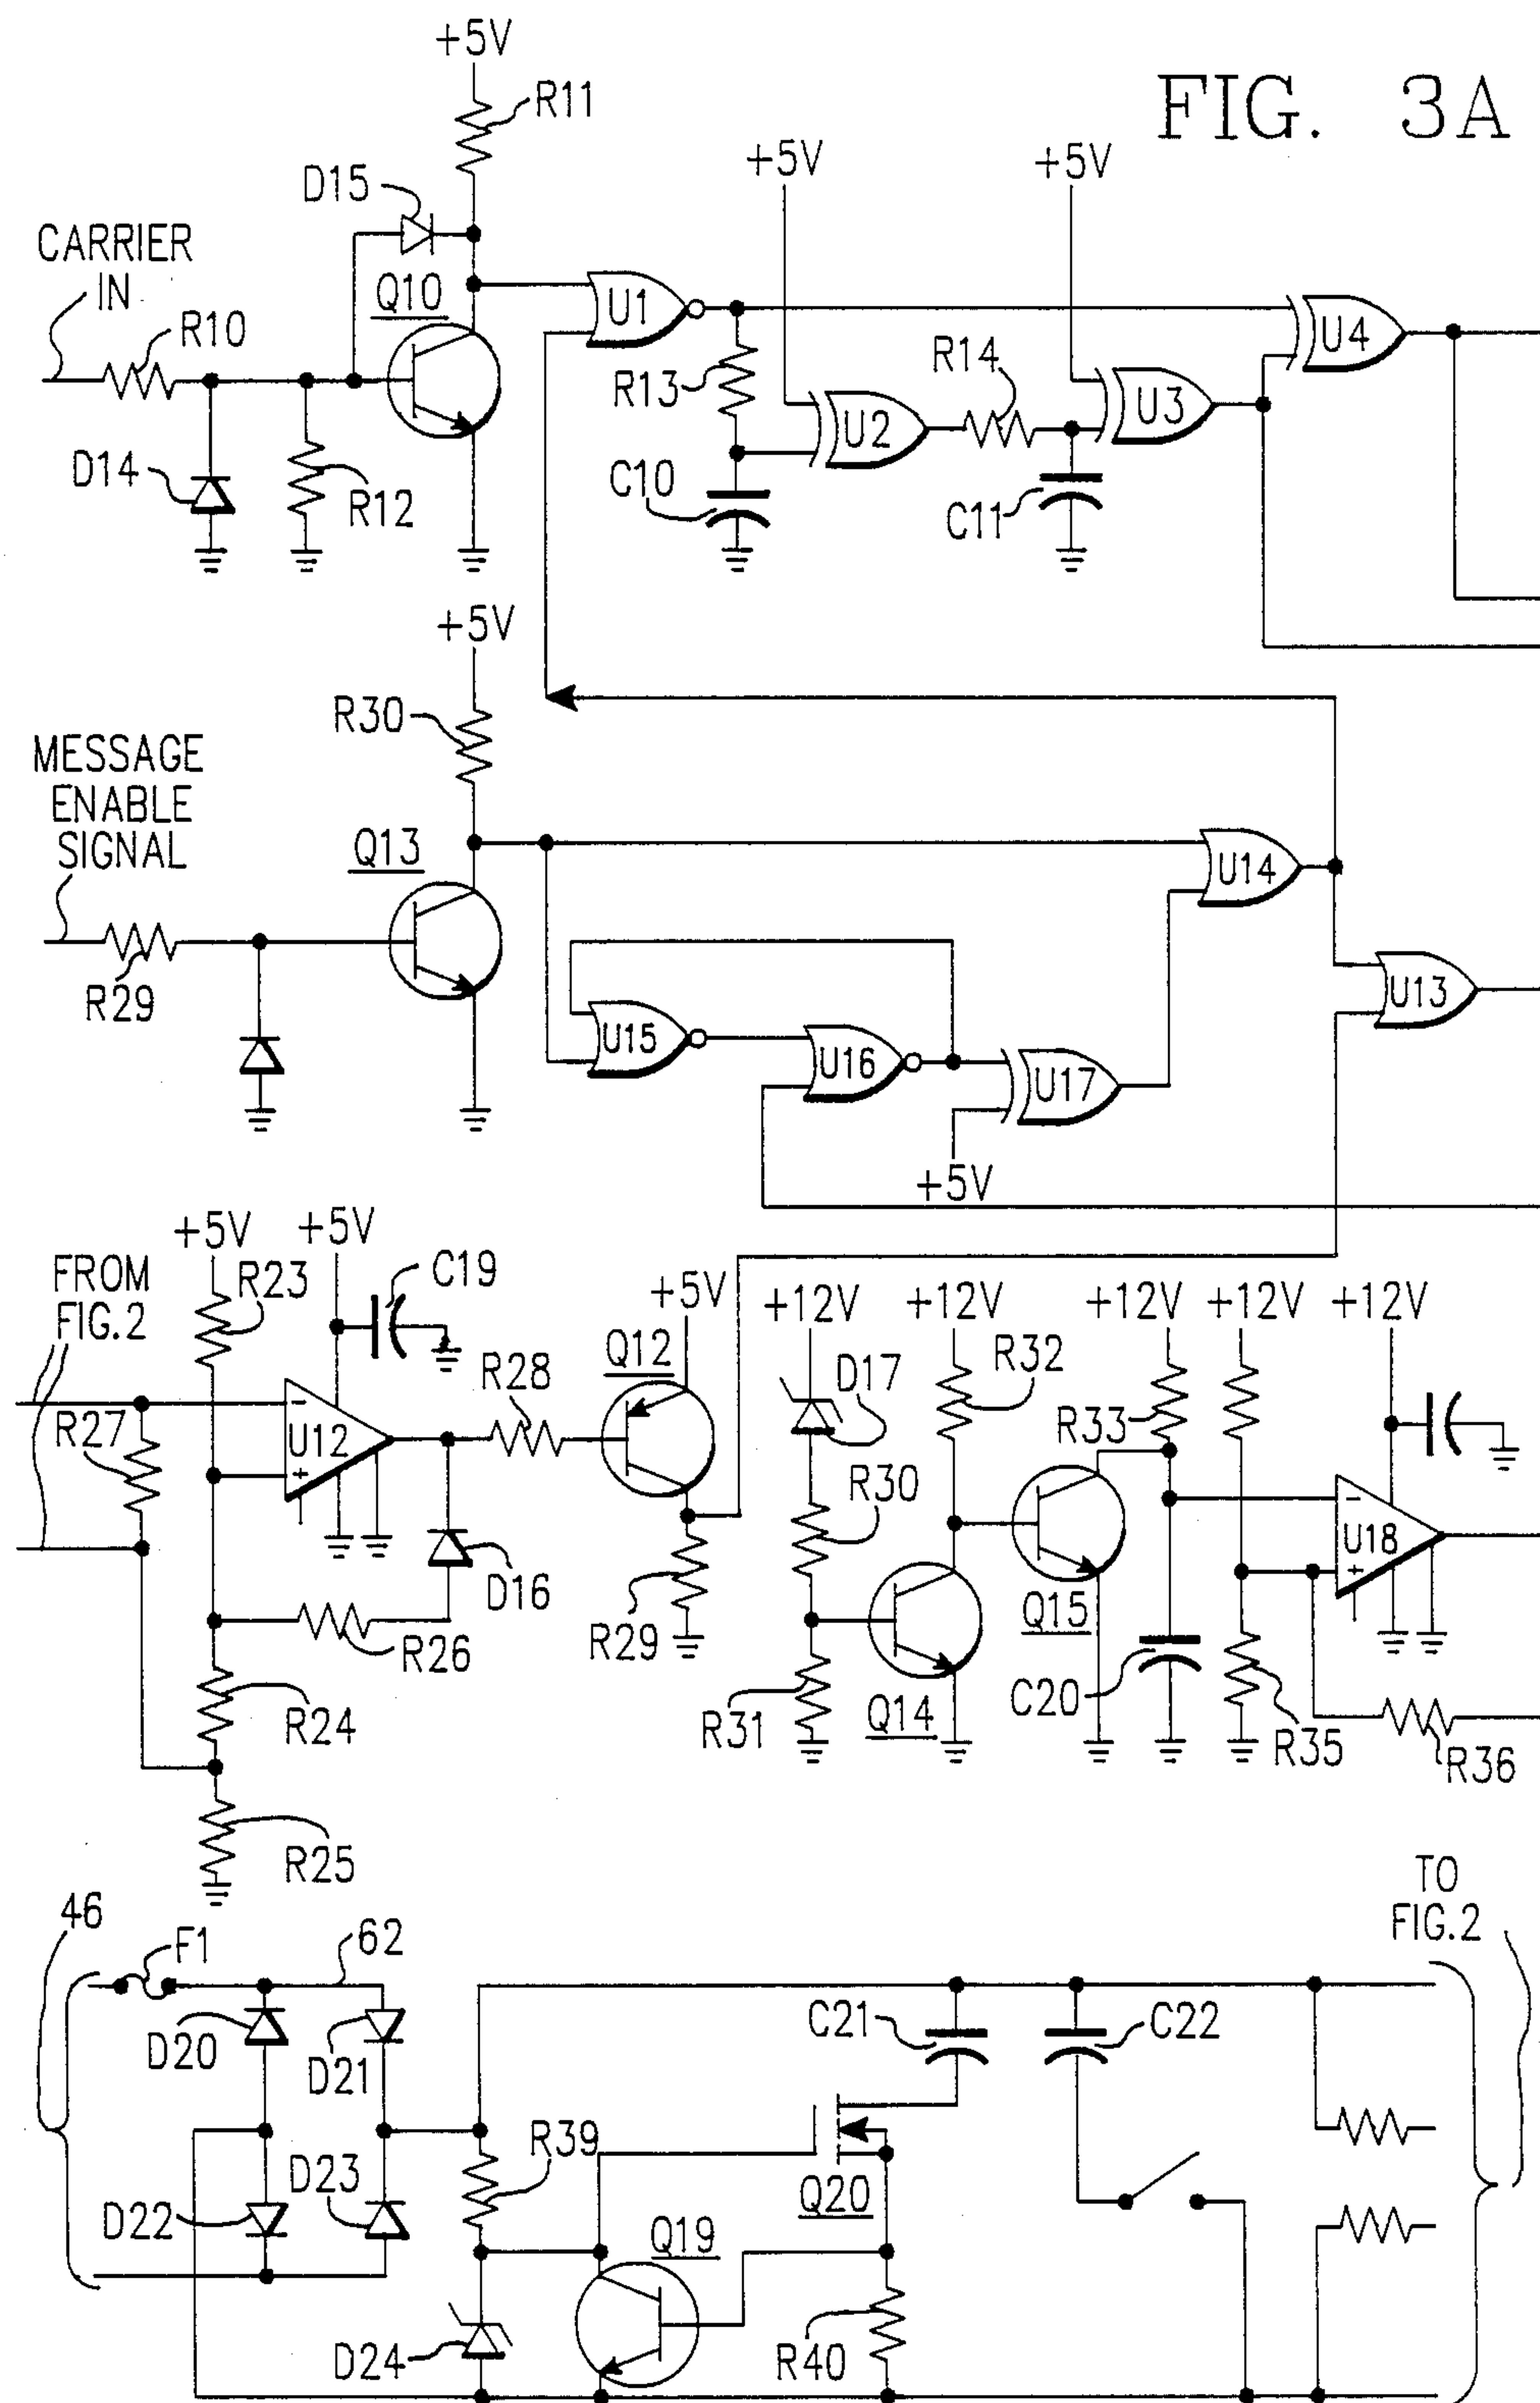 FIG. 3A
+5V
R11
D15
+5V
+5V
CARRIER
IN
R10
Q10
U1
U4
R13
R14
U2
U3
D14
R12
C10
C11
+5V
R30
MESSAGE
ENABLE
SIGNAL
Q13
U14
R29
U15
U16
U17
U13
+5V
FROM
FIG.2
+5V
+5V
R23
C19
+5V
+12V
+12V
+12V
+12V
+12V
Q12
R28
R27
U12
D17
R32
R33
R30
U18
D16
Q15
R29
R26
R24
R31
Q14
C20
R35
R36
R25
TO
FIG.2
46
F1
62
D20
D21
C21
C22
R39
D22
D23
Q20
Q19
D24
R40